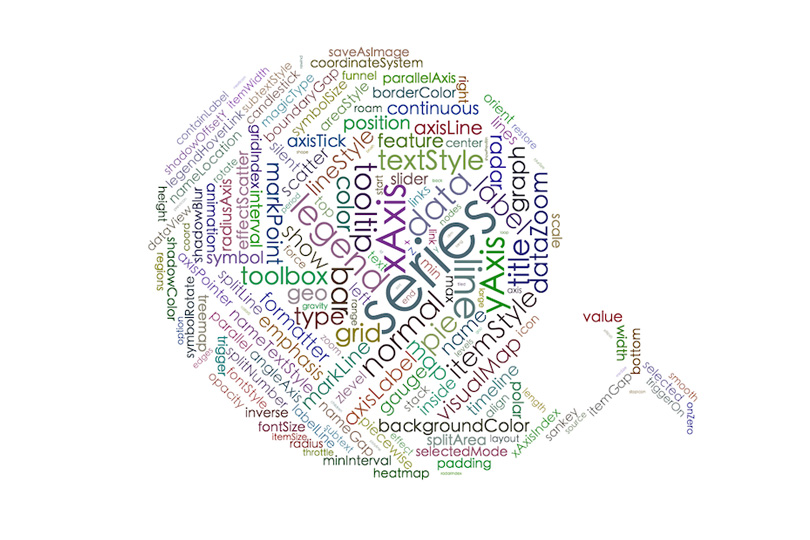 saveAsImage
coordinateSystem
funnel
parallelAxis
right
borderColor
orient
restore
continuous
lines
roam
areaStyle
symbolSize
boundaryGap
magicType
candlestick
subtextStyle
itemWidth
containLabel
shadowOffsetY
legendHoverLink
nameLocation
rotate
position
axisLine
feature
center
textStyle
slider
start
axisTick
lineStyle
scatter
silent
gridIndex
interval
effectScatter
markPoint
radiusAxis
animation
shadowBlur
height
dataView
coord
shadowColor
regions
symbol
radar
graph
label
dataZoom
title
scale
data
links
nodes
link
series
xAxis
yAxis
line
tooltip
color
legend
top
show
force
period
text
min
max
toolbox
bar
geo
gravity
type
left
range
end
large
axis
grid
normal
pie
name
itemStyle
icon
visualMap
levels
map
gauge
axisLabel
stack
inside
timeline
align
polar
length
zoom
zlevel
markLine
formatter
emphasis
splitLine
axisPointer
nameTextStyle
parallel
treemap
symbolRotate
option
edges
trigger
splitNumber
angleAxis
fontStyle
opacity
inverse
fontSize
itemSize
radius
throttle
labelLine
subtext
nameGap
piecewise
effect
minInterval
heatmap
backgroundColor
splitArea
layout
selectedMode
padding
xAxisIndex
sankey
source
itemGap
value
width
bottom
selected
triggerOn
smooth
onZero